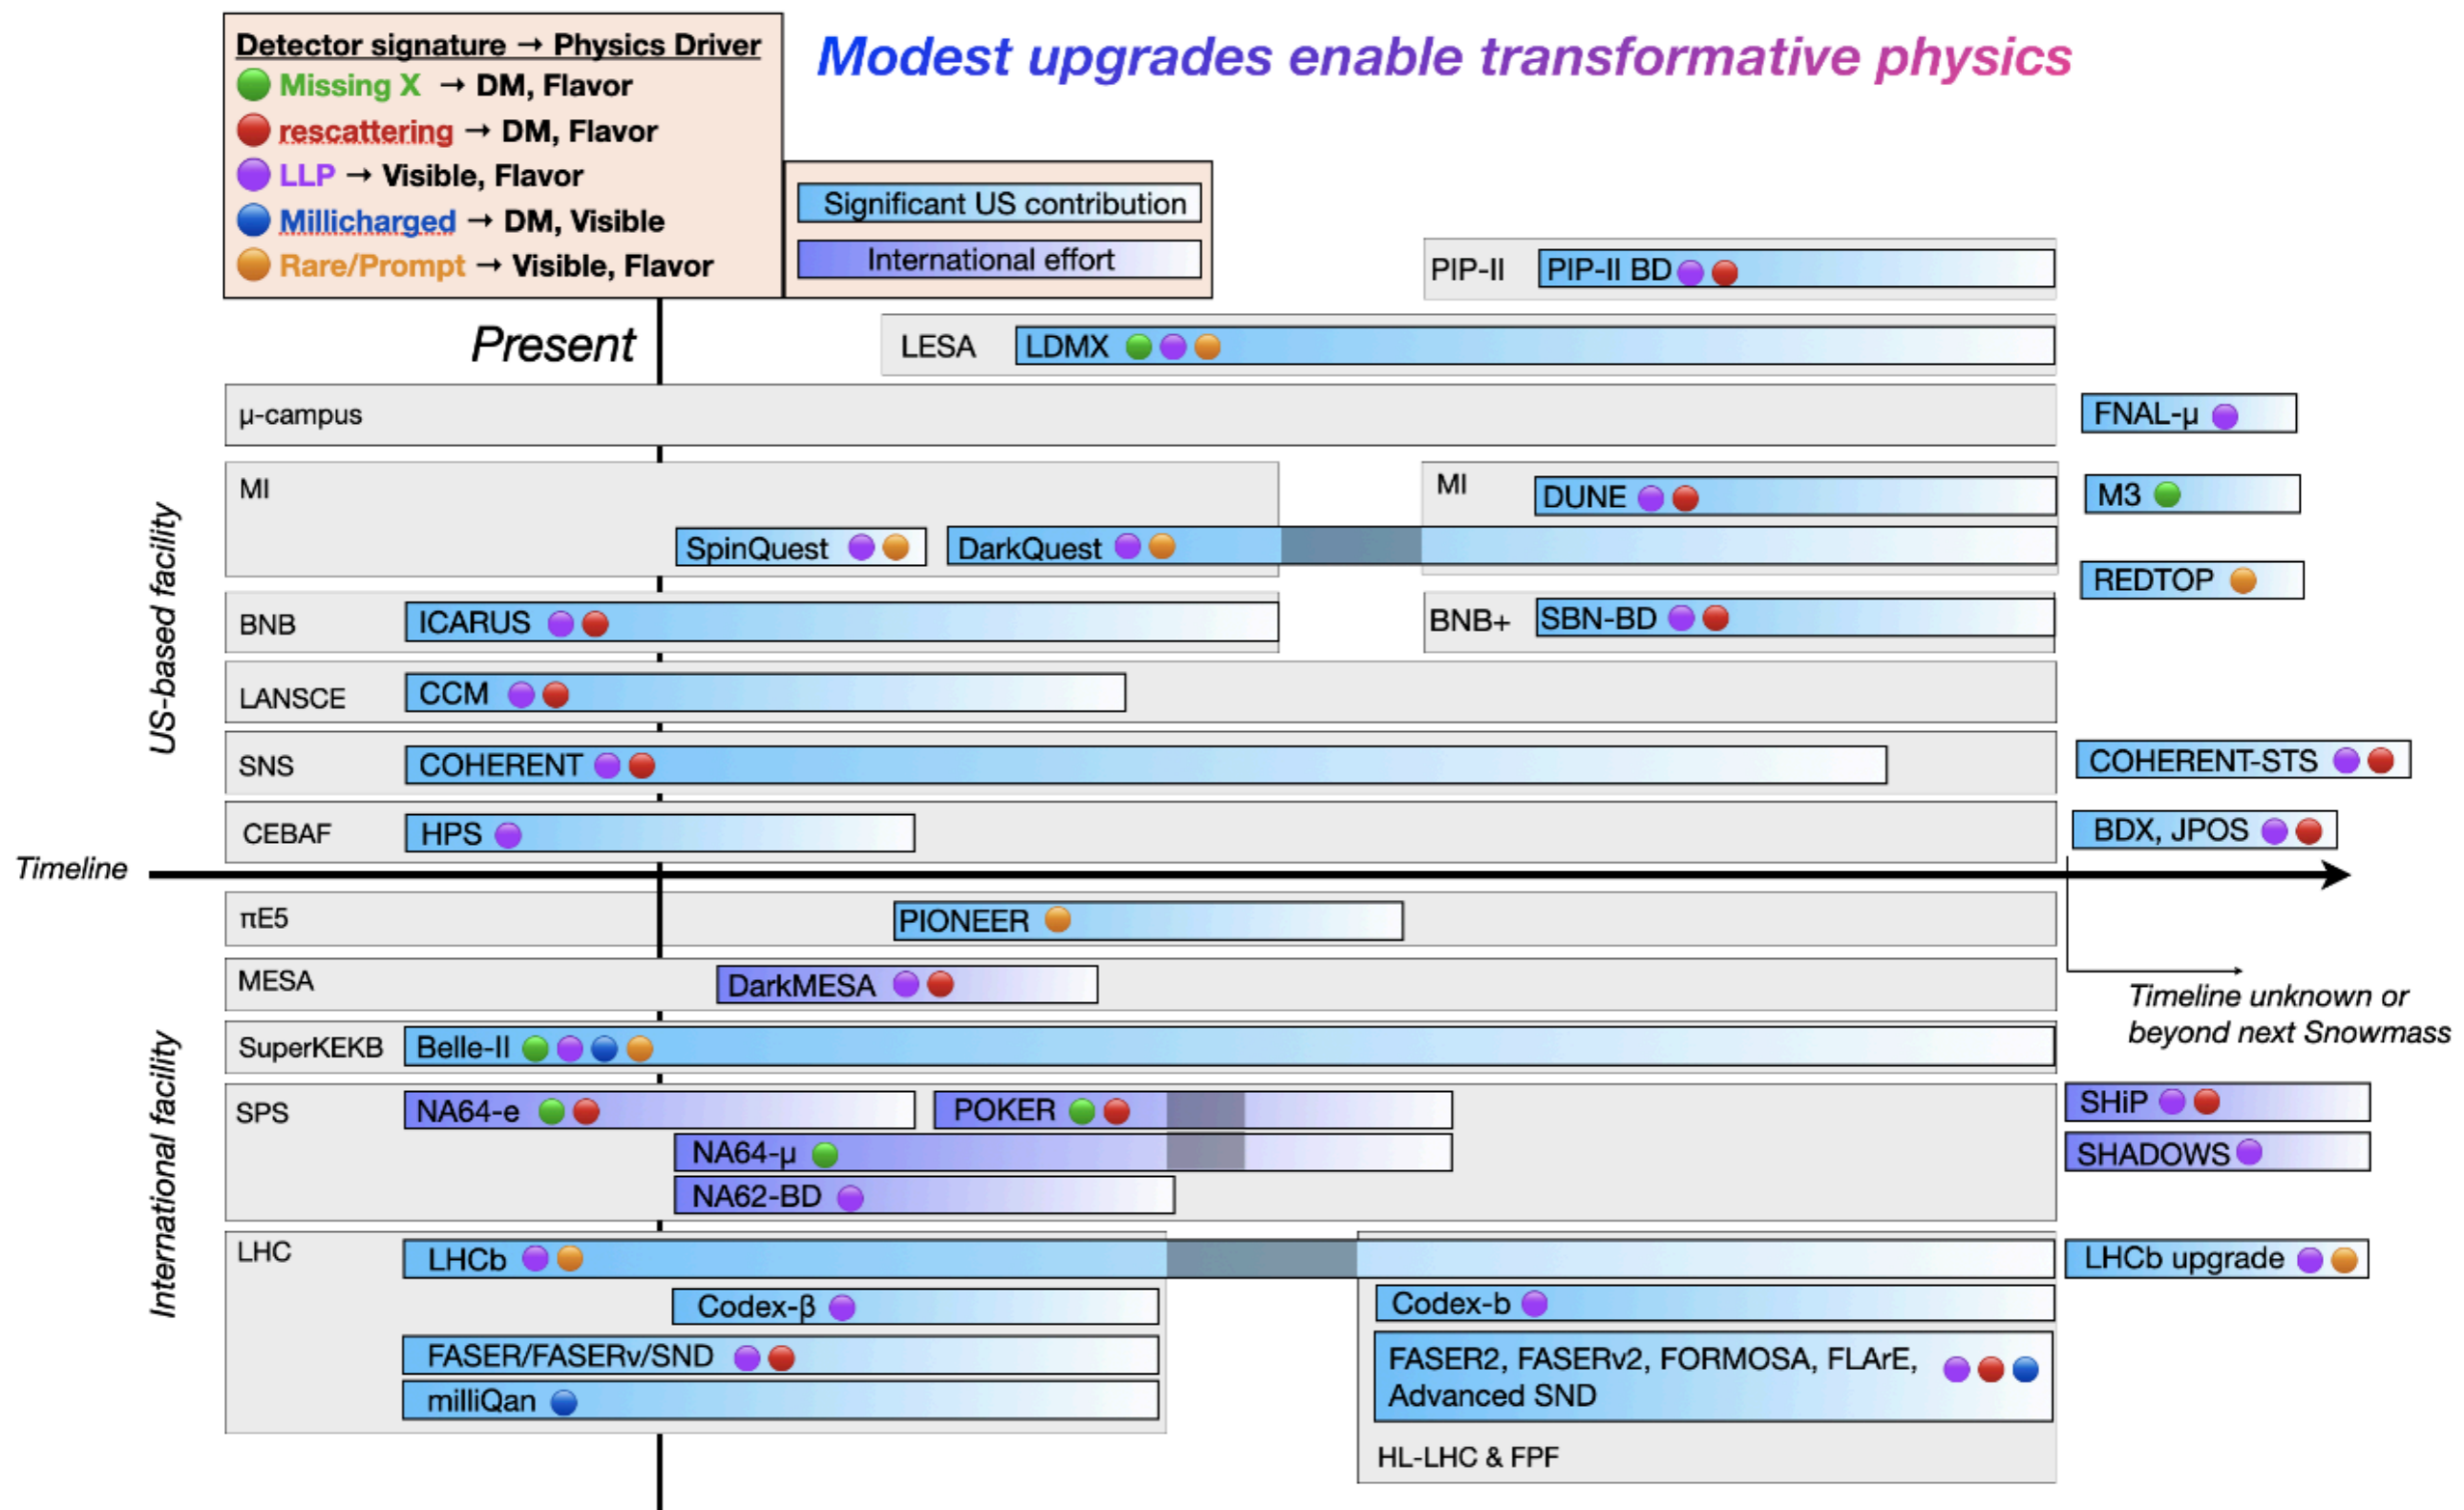 Detector signature → Physics Driver
Missing X → DM, Flavor
rescattering → DM, Flavor
LLP → Visible, Flavor
Millicharged → DM, Visible
Rare/Prompt → Visible, Flavor
Modest upgrades enable transformative physics
Significant US contribution
International effort
PIP-II
PIP-II BD
Present
LESA
LDMX
US-based facility
μ-campus
FNAL-μ
MI
SpinQuest
DarkQuest
MI
DUNE
M3
REDTOP
BNB
ICARUS
BNB+
SBN-BD
LANSCE
CCM
SNS
COHERENT
COHERENT-STS
CEBAF
HPS
BDX, JPOS
Timeline
International facility
πE5
PIONEER
MESA
DarkMESA
Timeline unknown or
beyond next Snowmass
SuperKEKB
Belle-II
SPS
NA64-e
POKER
NA64-μ
NA62-BD
SHiP
SHADOWS
LHC
LHCb
LHCb upgrade
Codex-β
Codex-b
FASER/FASERν/SND
milliQan
FASER2, FASERν2, FORMOSA, FLArE,
Advanced SND
HL-LHC & FPF